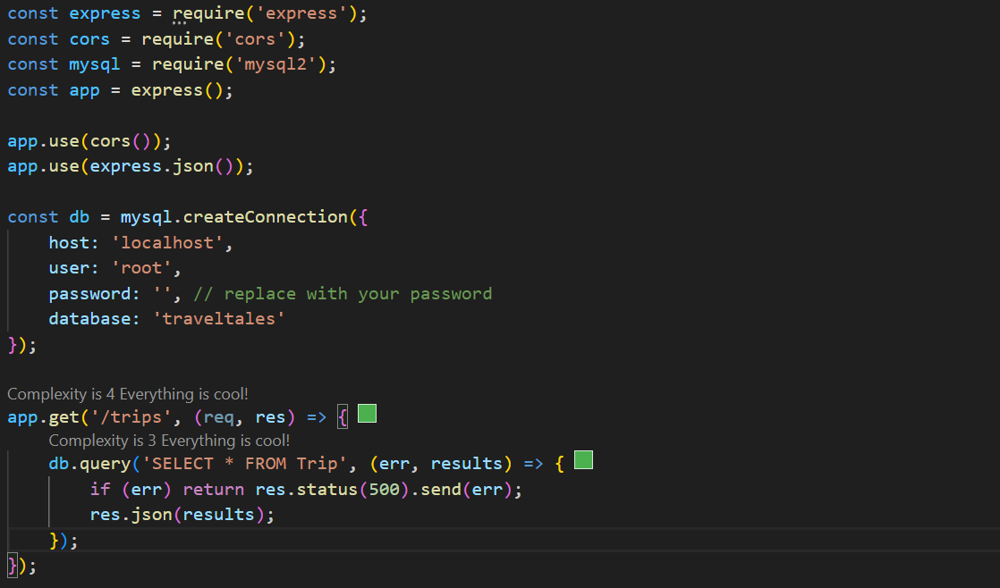 const express = require('express');
const cors = require('cors');
const mysql = require('mysql2');
const app = express();
app.use(cors());
app.use(express.json());
const db = mysql.createConnection({
    host: 'localhost',
    user: 'root',
    password: '', // replace with your password
    database: 'traveltales'
});
Complexity is 4 Everything is cool!
app.get('/trips', (req, res) => {
    Complexity is 3 Everything is cool!
    db.query('SELECT * FROM Trip', (err, results) => {
        if (err) return res.status(500).send(err);
        res.json(results);
    });
});